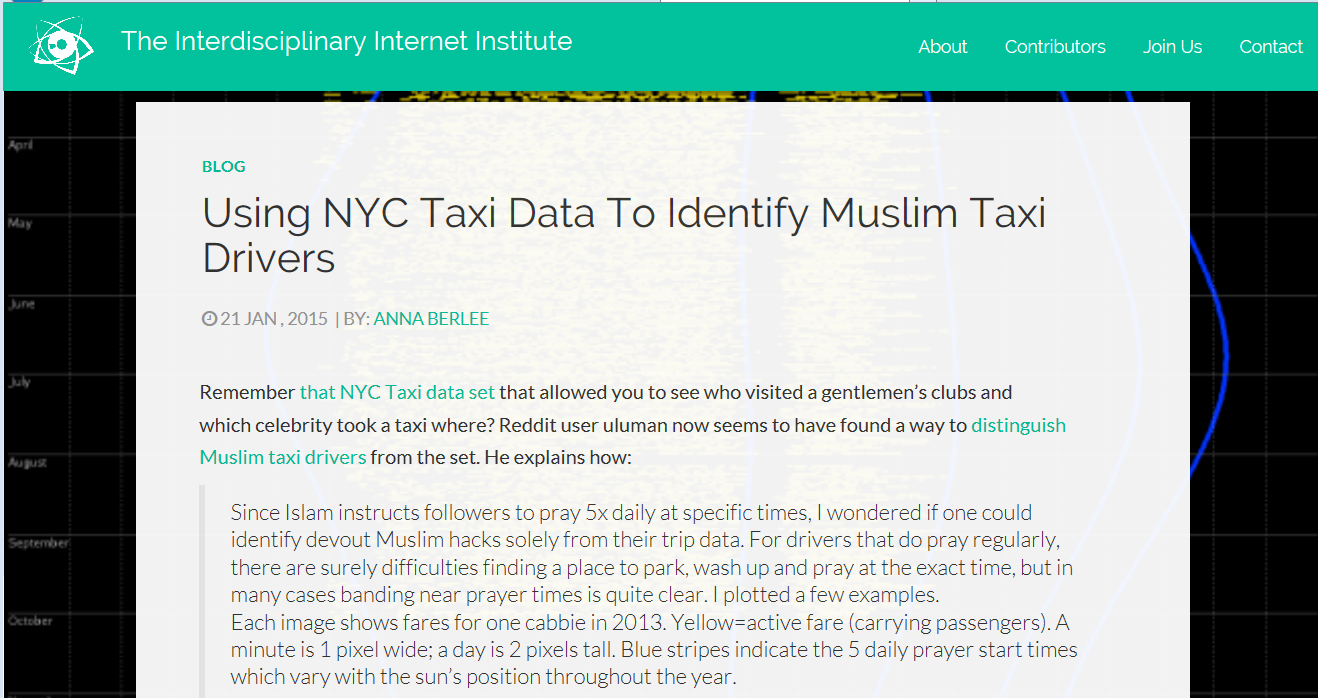 The Interdisciplinary Internet Institute
About Contributors Join Us Contact
BLOG
Using NYC Taxi Data To Identify Muslim Taxi
Drivers
21 JAN , 2015 | BY: ANNA BERLEE
Remember that NYC Taxi data set that allowed you to see who visited a gentlemen’s clubs and
which celebrity took a taxi where? Reddit user uluman now seems to have found a way to distinguish
Muslim taxi drivers from the set. He explains how:
Since Islam instructs followers to pray 5x daily at specific times, I wondered if one could
identify devout Muslim hacks solely from their trip data. For drivers that do pray regularly,
there are surely difficulties finding a place to park, wash up and pray at the exact time, but in
many cases banding near prayer times is quite clear. I plotted a few examples.
Each image shows fares for one cabbie in 2013. Yellow=active fare (carrying passengers). A
minute is 1 pixel wide; a day is 2 pixels tall. Blue stripes indicate the 5 daily prayer start times
which vary with the sun’s position throughout the year.
April
May
June
July
August
September
October